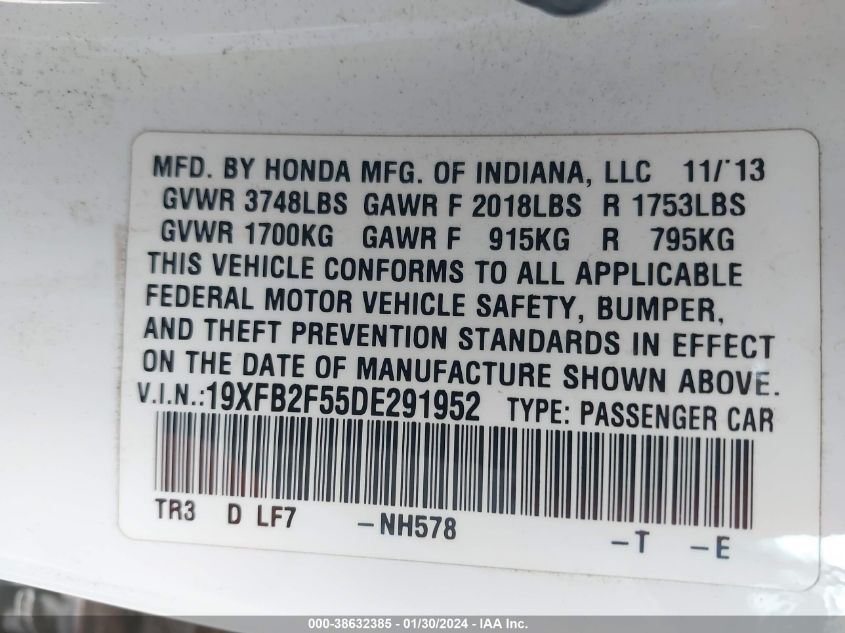 MFD. BY HONDA MFG. OF INDIANA, LLC 11/'13
GVWR 3748LBS GAWR F 2018LBS R 1753LBS
GVWR 1700KG GAWR F 915KG R 795KG
THIS VEHICLE CONFORMS TO ALL APPLICABLE
FEDERAL MOTOR VEHICLE SAFETY, BUMPER,
AND THEFT PREVENTION STANDARDS IN EFFECT
ON THE DATE OF MANUFACTURE SHOWN ABOVE.
V.I.N.:19XFB2F55DE291952 TYPE: PASSENGER CAR
TR3 D LF7 -NH578 -T -E
000-38632385 - 01/30/2024 - IAA Inc.